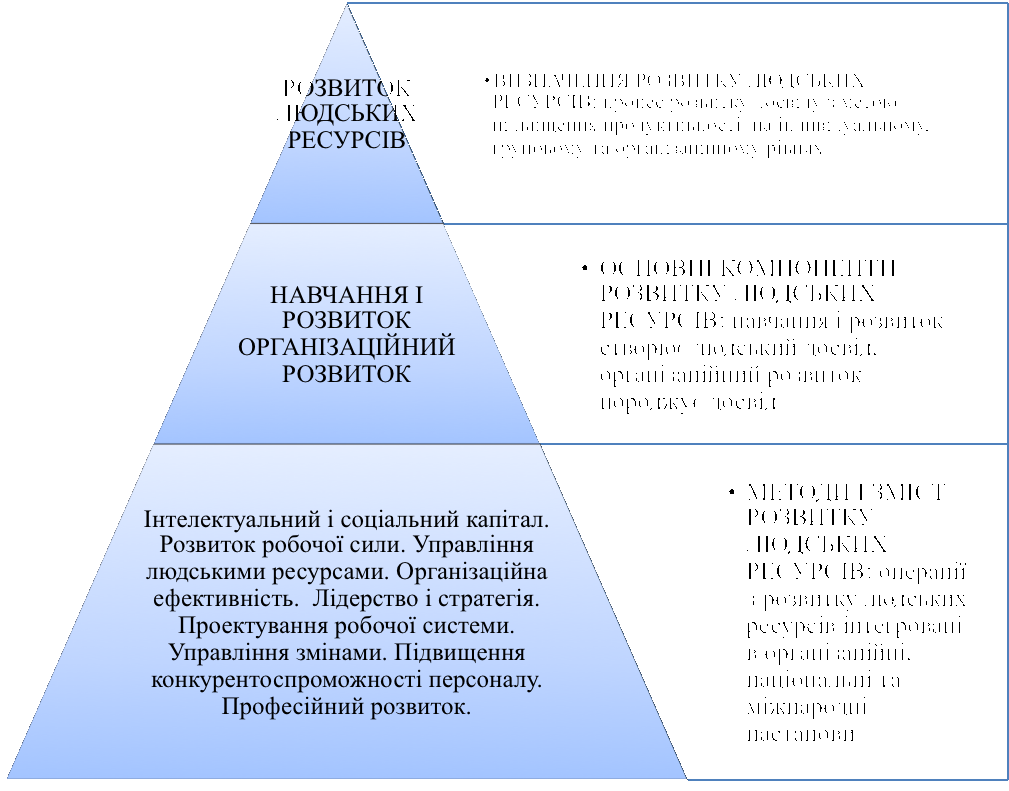 РОЗВИТОК
ЛЮДСЬКИХ
РЕСУРСІВ
•ВИЗНАЧЕННЯ РОЗВИТКУ ЛЮДСЬКИХ
РЕСУРСІВ: процес розвитку досвіду з метою
підвищення продуктивності на індивідуальному,
груповому та організаційному рівнях
НАВЧАННЯ І
РОЗВИТОК
ОРГАНІЗАЦІЙНИЙ
РОЗВИТОК
• ОСНОВНІ КОМПОНЕНТИ
РОЗВИТКУ ЛЮДСЬКИХ
РЕСУРСІВ: навчання і розвиток
створює людський досвід,
організаційний розвиток
породжує досвід
Інтелектуальний і соціальний капітал.
Розвиток робочої сили. Управління
людськими ресурсами. Організаційна
ефективність.  Лідерство і стратегія.
Проектування робочої системи.
Управління змінами. Підвищення
конкурентоспроможності персоналу.
Професійний розвиток.
• МЕТОДИ І ЗМІСТ
РОЗВИТКУ
ЛЮДСЬКИХ
РЕСУРСІВ: операції
з розвитку людських
ресурсів інтегровані
в організаційні,
національні та
міжнародні
настанови